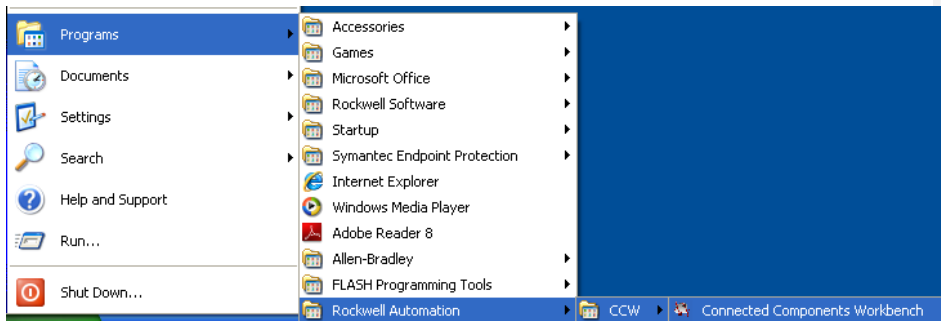 Programs
Documents
Settings
Search
Help and Support
Run...
Shut Down...
Accessories
Games
Microsoft Office
Rockwell Software
Startup
Symantec Endpoint Protection
Internet Explorer
Windows Media Player
Adobe Reader 8
Allen-Bradley
FLASH Programming Tools
Rockwell Automation
CCW
Connected Components Workbench